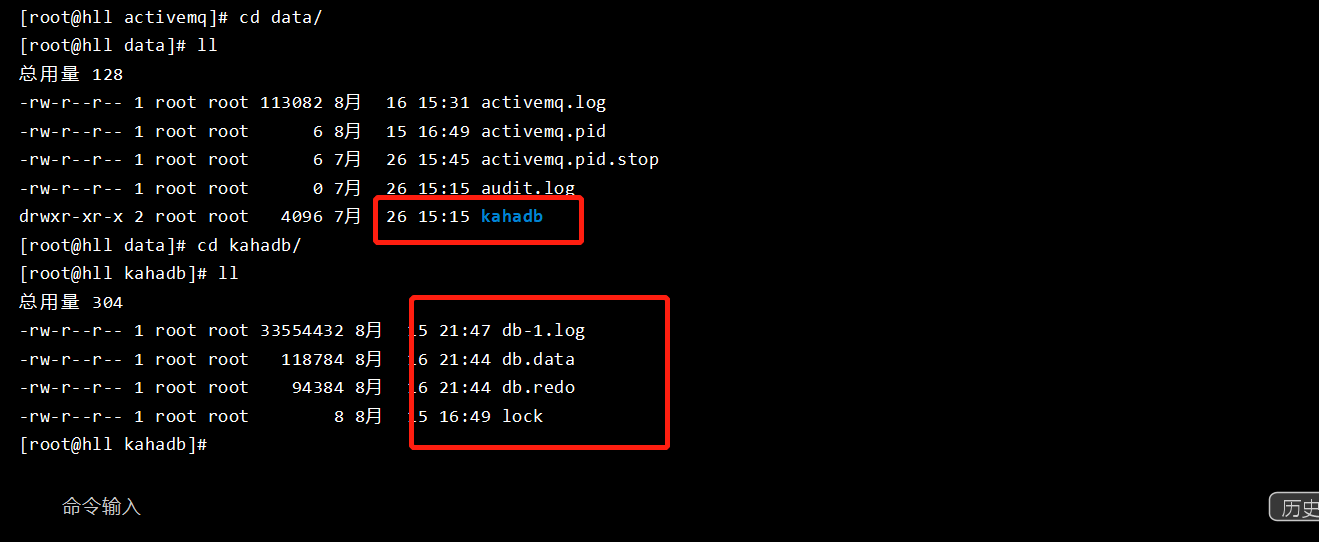 [root@hll activemq]# cd data/
[root@hll data]# ll
总用量 128
-rw-r--r-- 1 root root 113082 8月  16 15:31 activemq.log
-rw-r--r-- 1 root root      6 8月  15 16:49 activemq.pid
-rw-r--r-- 1 root root      6 7月  26 15:45 activemq.pid.stop
-rw-r--r-- 1 root root      0 7月  26 15:15 audit.log
drwxr-xr-x 2 root root   4096 7月  26 15:15 kahadb
[root@hll data]# cd kahadb/
[root@hll kahadb]# ll
总用量 304
-rw-r--r-- 1 root root 33554432 8月  15 21:47 db-1.log
-rw-r--r-- 1 root root   118784 8月  16 21:44 db.data
-rw-r--r-- 1 root root    94384 8月  16 21:44 db.redo
-rw-r--r-- 1 root root        8 8月  15 16:49 lock
[root@hll kahadb]#
命令输入
历史